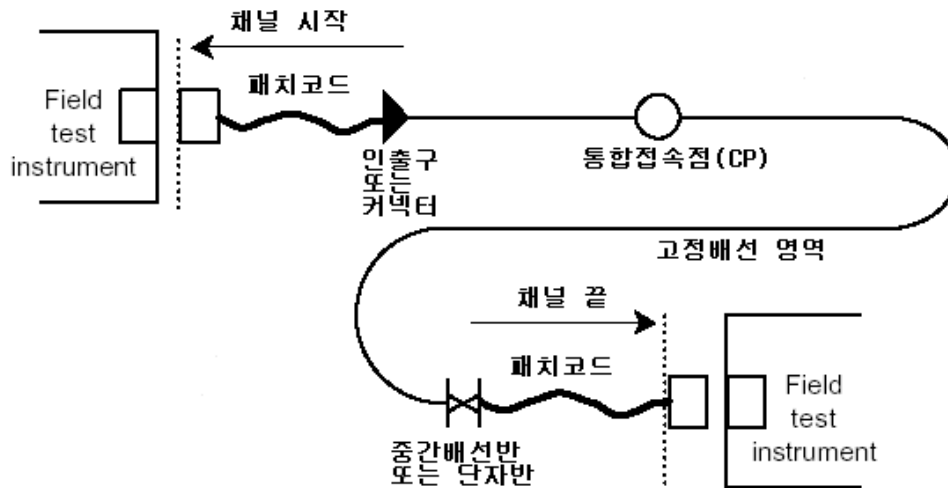 채널 시작
Field
test
instrument
패치코드
인출구
또는
커넥터
통합접속점(CP)
고정배선 영역
채널 끝
패치코드
중간배선반
또는 단자반
Field
test
instrument